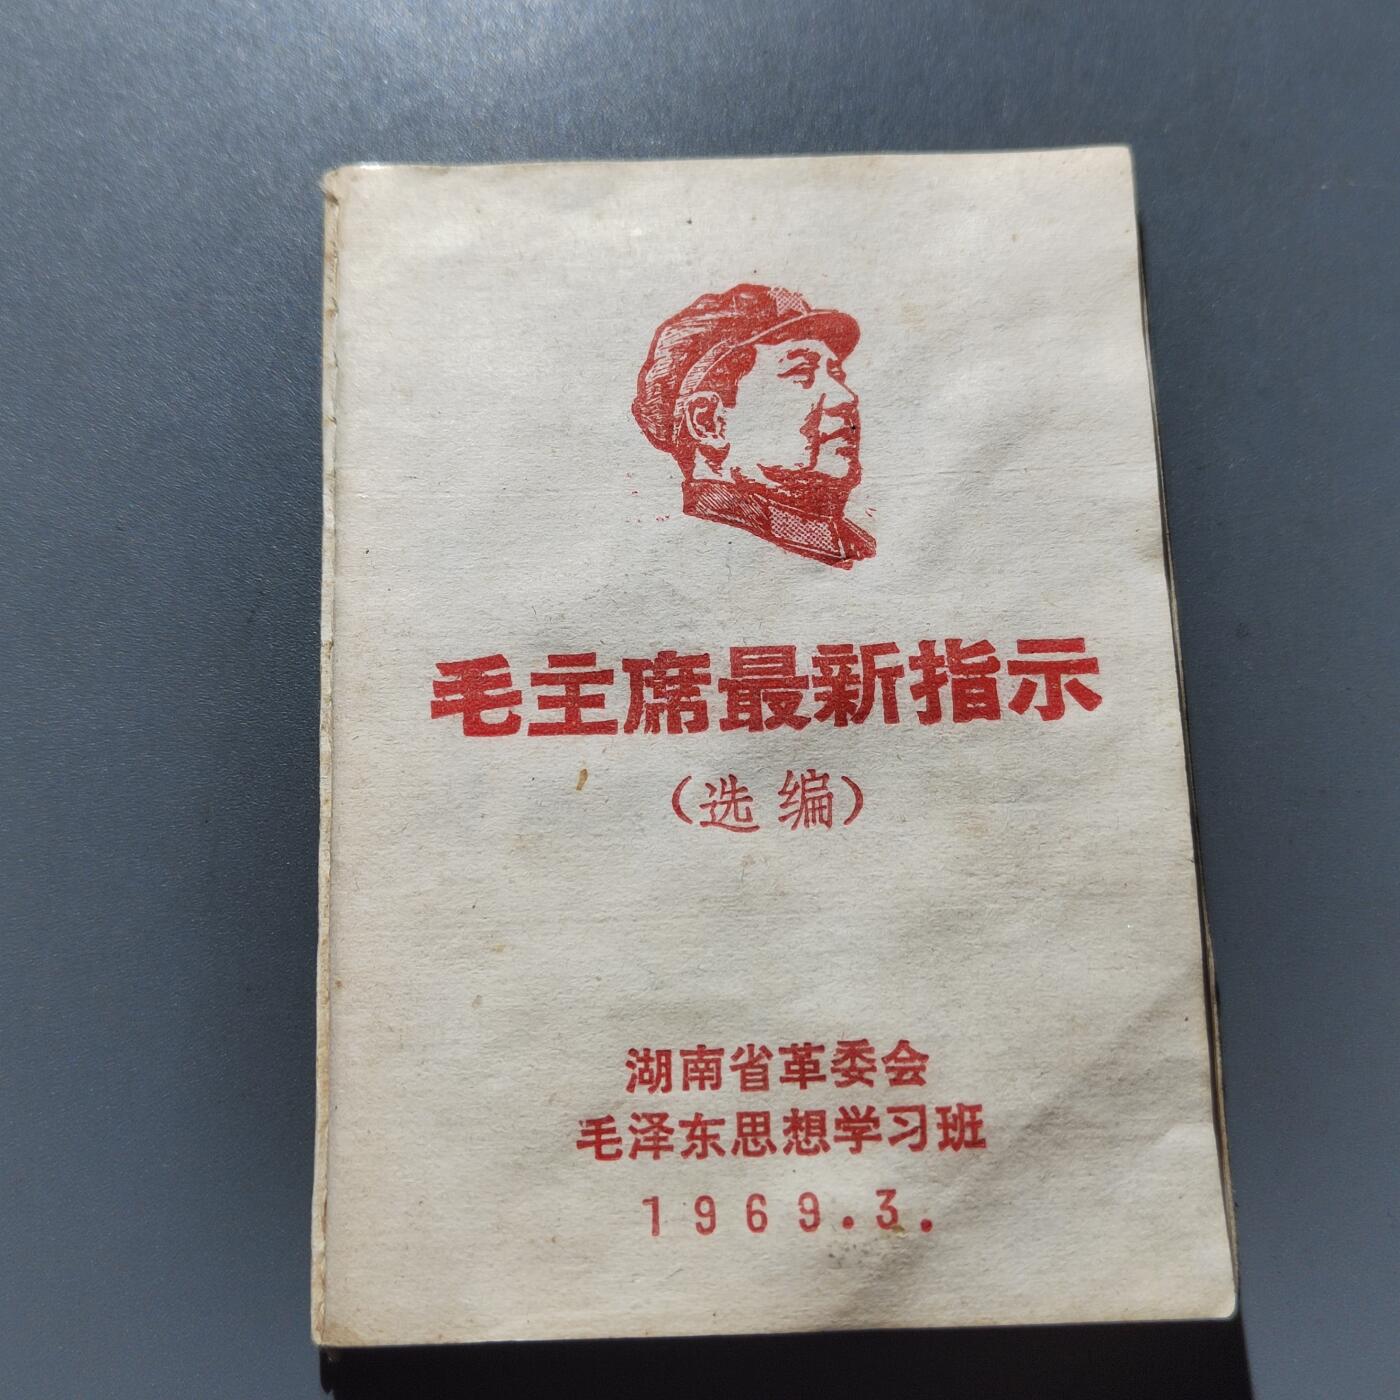 毛主席最新指示
（选编）
湖南省革委会
毛泽东思想学习班
1969.3.